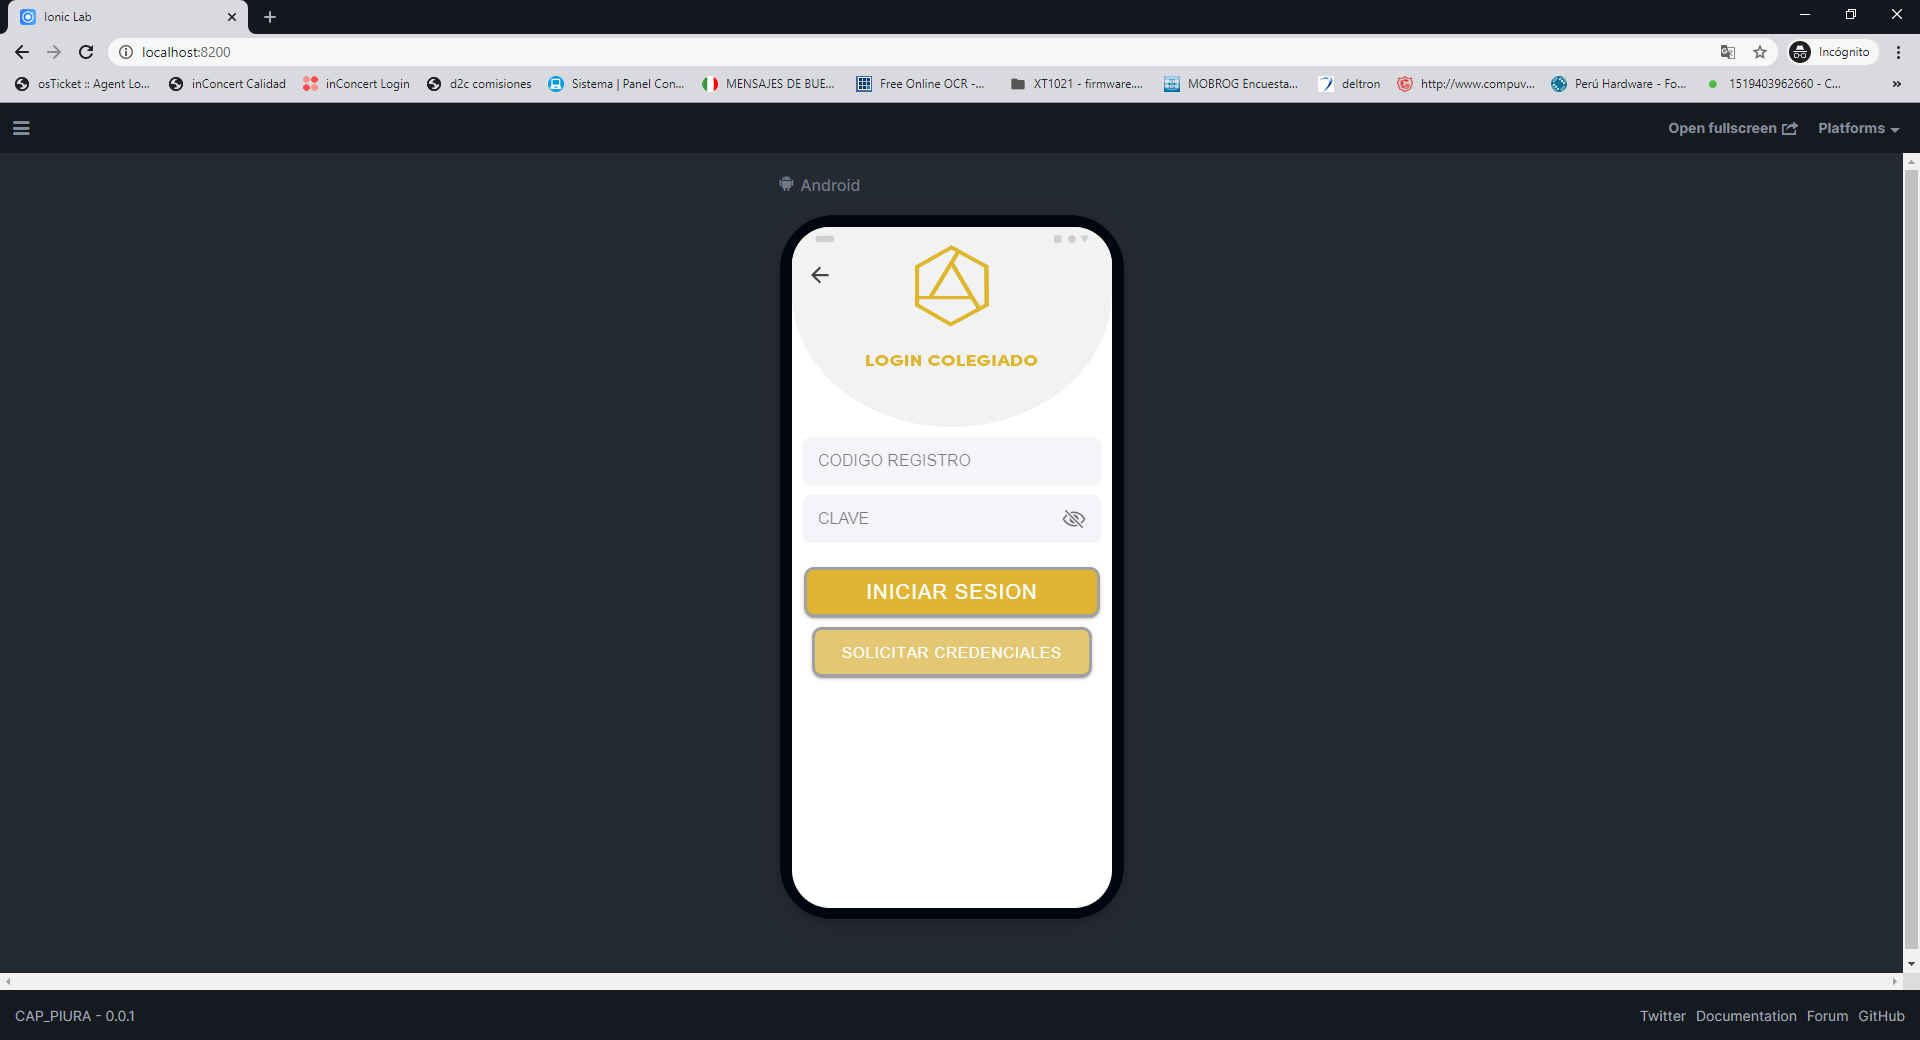 Ionic Lab
localhost:8200
Incógnito
osTicket :: Agent Lo...
inConcert Calidad
inConcert Login
d2c comisiones
Sistema | Panel Con...
MENSAJES DE BUE...
Free Online OCR -...
XT1021 - firmware....
MOBROG Encuesta...
deltron
http://www.compuv...
Perú Hardware - Fo...
1519403962660 - C...
»
Open fullscreen
Platforms
Android
LOGIN COLEGIADO
CODIGO REGISTRO
CLAVE
INICIAR SESION
SOLICITAR CREDENCIALES
CAP_PIURA - 0.0.1
Twitter Documentation Forum GitHub